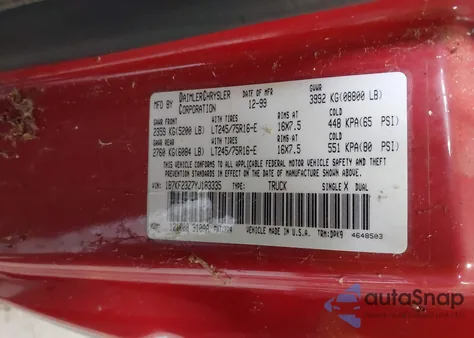 MFD BY DAIMLERCHRYSLER CORPORATION DATE OF MFR 12-99 GVWR 3992 KG(08800 LB)
GAWR FRONT WITH TIRES RIMS AT COLD
2359 KG(5200 LB) LT245/75R16-E 16X7.5 448 KPA(65 PSI)
GAWR REAR WITH TIRES RIMS AT COLD
2760 KG(6084 LB) LT245/75R16-E 16X7.5 551 KPA(80 PSI)
THIS VEHICLE CONFORMS TO ALL APPLICABLE FEDERAL MOTOR VEHICLE SAFETY AND
THEFT PREVENTION STANDARDS IN EFFECT ON THE DATE OF MANUFACTURE SHOWN ABOVE.
VIN: 1B7KF23Z7YJ183335 TYPE: TRUCK SINGLE X DUAL
VEHICLE MADE IN U.S.A. TRM:DPX9 4648503
autoSnap